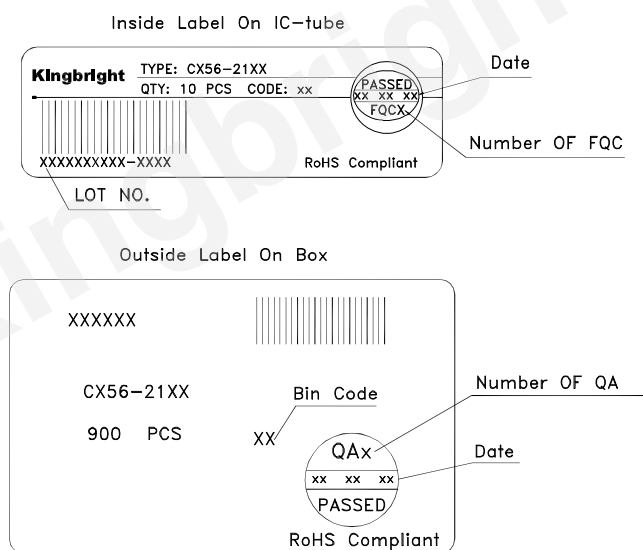 Inside Label On IC-tube
Kingbright
TYPE: CX56-21XX
QTY: 10 PCS CODE: xx
PASSED
xx xx xx
FQCX
Date
Number OF FQC
XXXXXXXXXX-XXXX
RoHS Compliant
LOT NO.
Outside Label On Box
XXXXXX
CX56-21XX
Bin Code
Number OF QA
900 PCS
XX
QAx
Date
xx xx xx
PASSED
RoHS Compliant
Kingbright